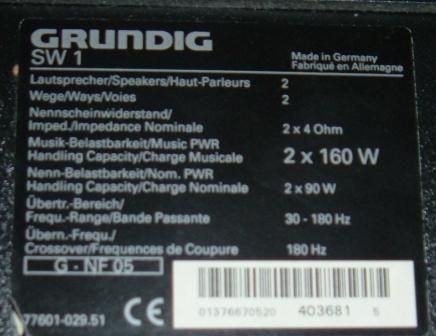 GRUNDIG
SW 1
Made in Germany
Fabriqué en Allemagne
Lautsprecher/Speakers/Haut-Parleurs 2
Wege/Ways/Voies 2
Nennscheinwiderstand/
Imped./Impedance Nominale 2 x 4 Ohm
Musik-Belastbarkeit/Music PWR
Handling Capacity/Charge Musicale 2 x 160 W
Nenn-Belastbarkeit/Nom. PWR
Handling Capacity/Charge Nominale 2 x 90 W
Übertr.-Bereich/
Frequ.-Range/Bande Passante 30 - 180 Hz
Übern.-Frequ./
Crossover/Frequences de Coupure 180 Hz
G - NF 05
77601-029.51 CE
01376670520 403681 5